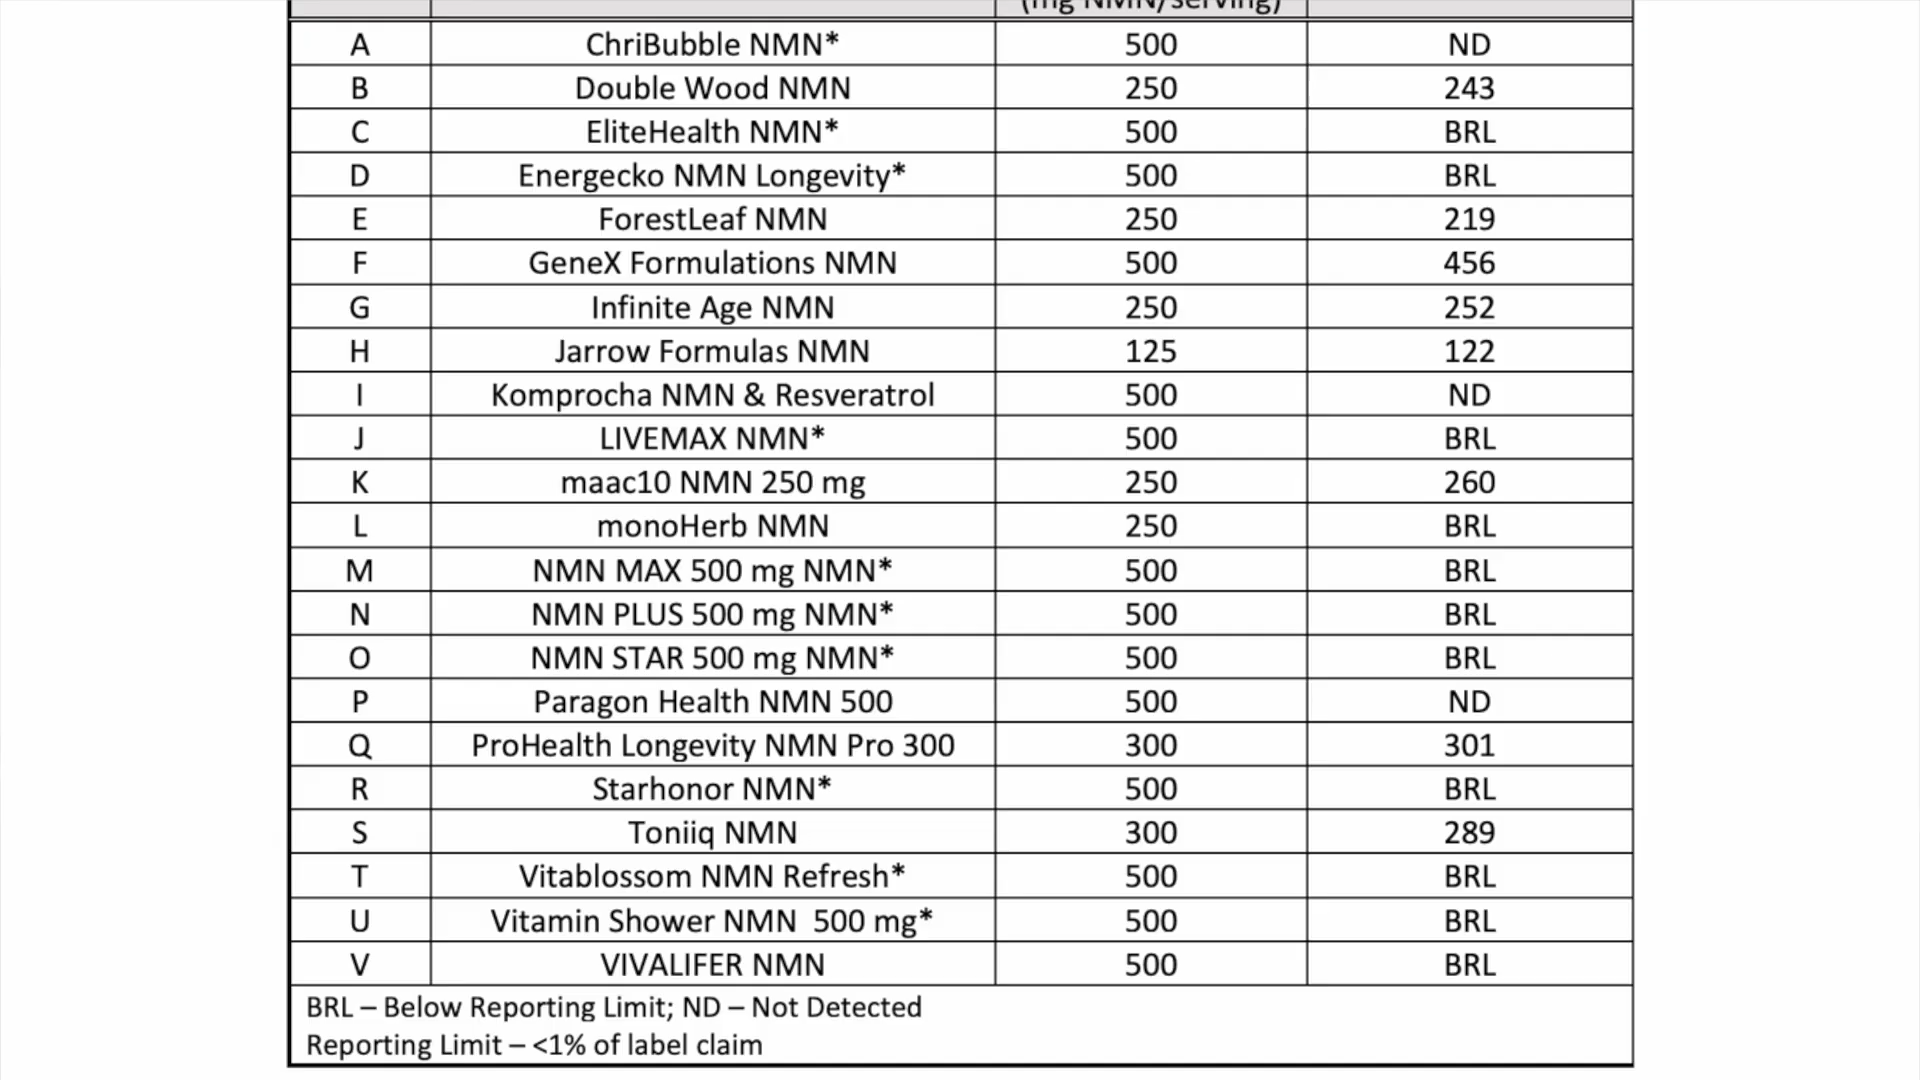 (mg NMN/serving)
A ChriBubble NMN* 500 ND
B Double Wood NMN 250 243
C EliteHealth NMN* 500 BRL
D Energecko NMN Longevity* 500 BRL
E ForestLeaf NMN 250 219
F GeneX Formulations NMN 500 456
G Infinite Age NMN 250 252
H Jarrow Formulas NMN 125 122
I Komprocha NMN & Resveratrol 500 ND
J LIVEMAX NMN* 500 BRL
K maac10 NMN 250 mg 250 260
L monoHerb NMN 250 BRL
M NMN MAX 500 mg NMN* 500 BRL
N NMN PLUS 500 mg NMN* 500 BRL
O NMN STAR 500 mg NMN* 500 BRL
P Paragon Health NMN 500 500 ND
Q ProHealth Longevity NMN Pro 300 300 301
R Starhonor NMN* 500 BRL
S Toniiq NMN 300 289
T Vitablossom NMN Refresh* 500 BRL
U Vitamin Shower NMN 500 mg* 500 BRL
V VIVALIFER NMN 500 BRL
BRL – Below Reporting Limit; ND – Not Detected
Reporting Limit – <1% of label claim